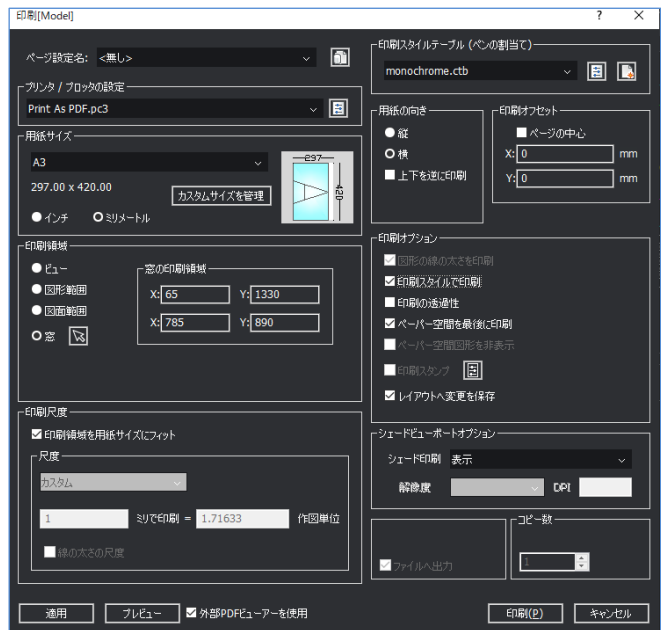 印刷[Model]
? ×
ページ設定名: <無し>
プリンタ / プロッタの設定
Print As PDF.pc3
用紙サイズ
A3
297.00 x 420.00
カスタムサイズを管理
インチ ミリメートル
297
420
印刷領域
ビュー
図形範囲
図面範囲
窓
窓の印刷領域
X: 65 Y: 1330
X: 785 Y: 890
印刷尺度
印刷領域を用紙サイズにフィット
尺度
カスタム
1 ミリで印刷 = 1.71633 作図単位
線の太さの尺度
印刷スタイルテーブル (ペンの割当て)
monochrome.ctb
用紙の向き
縦
横
上下を逆に印刷
印刷オフセット
ページの中心
X: 0 mm
Y: 0 mm
印刷オプション
図形の線の太さを印刷
印刷スタイルで印刷
印刷の透過性
ペーパー空間を最後に印刷
ペーパー空間図形を非表示
印刷スタンプ
レイアウトへ変更を保存
シェードビューポートオプション
シェード印刷 表示
解像度 DPI
ファイルへ出力
コピー数
1
適用 プレビュー 外部PDFビューアーを使用 印刷(P) キャンセル